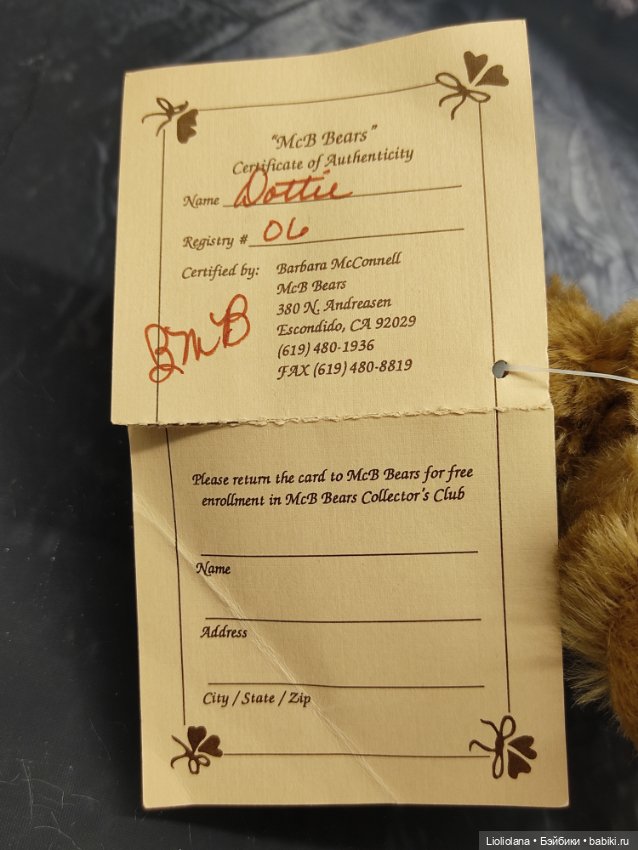 "McB Bears"
Certificate of Authenticity
Name Dottie
Registry # 06
Certified by: Barbara McConnell
McB Bears
380 N. Andreasen
Escondido, CA 92029
(619) 480-1936
FAX (619) 480-8819
BMB
Please return the card to McB Bears for free
enrollment in McB Bears Collector's Club
Name
Address
City / State / Zip
Lioliolana • Бэйбики • babiki.ru